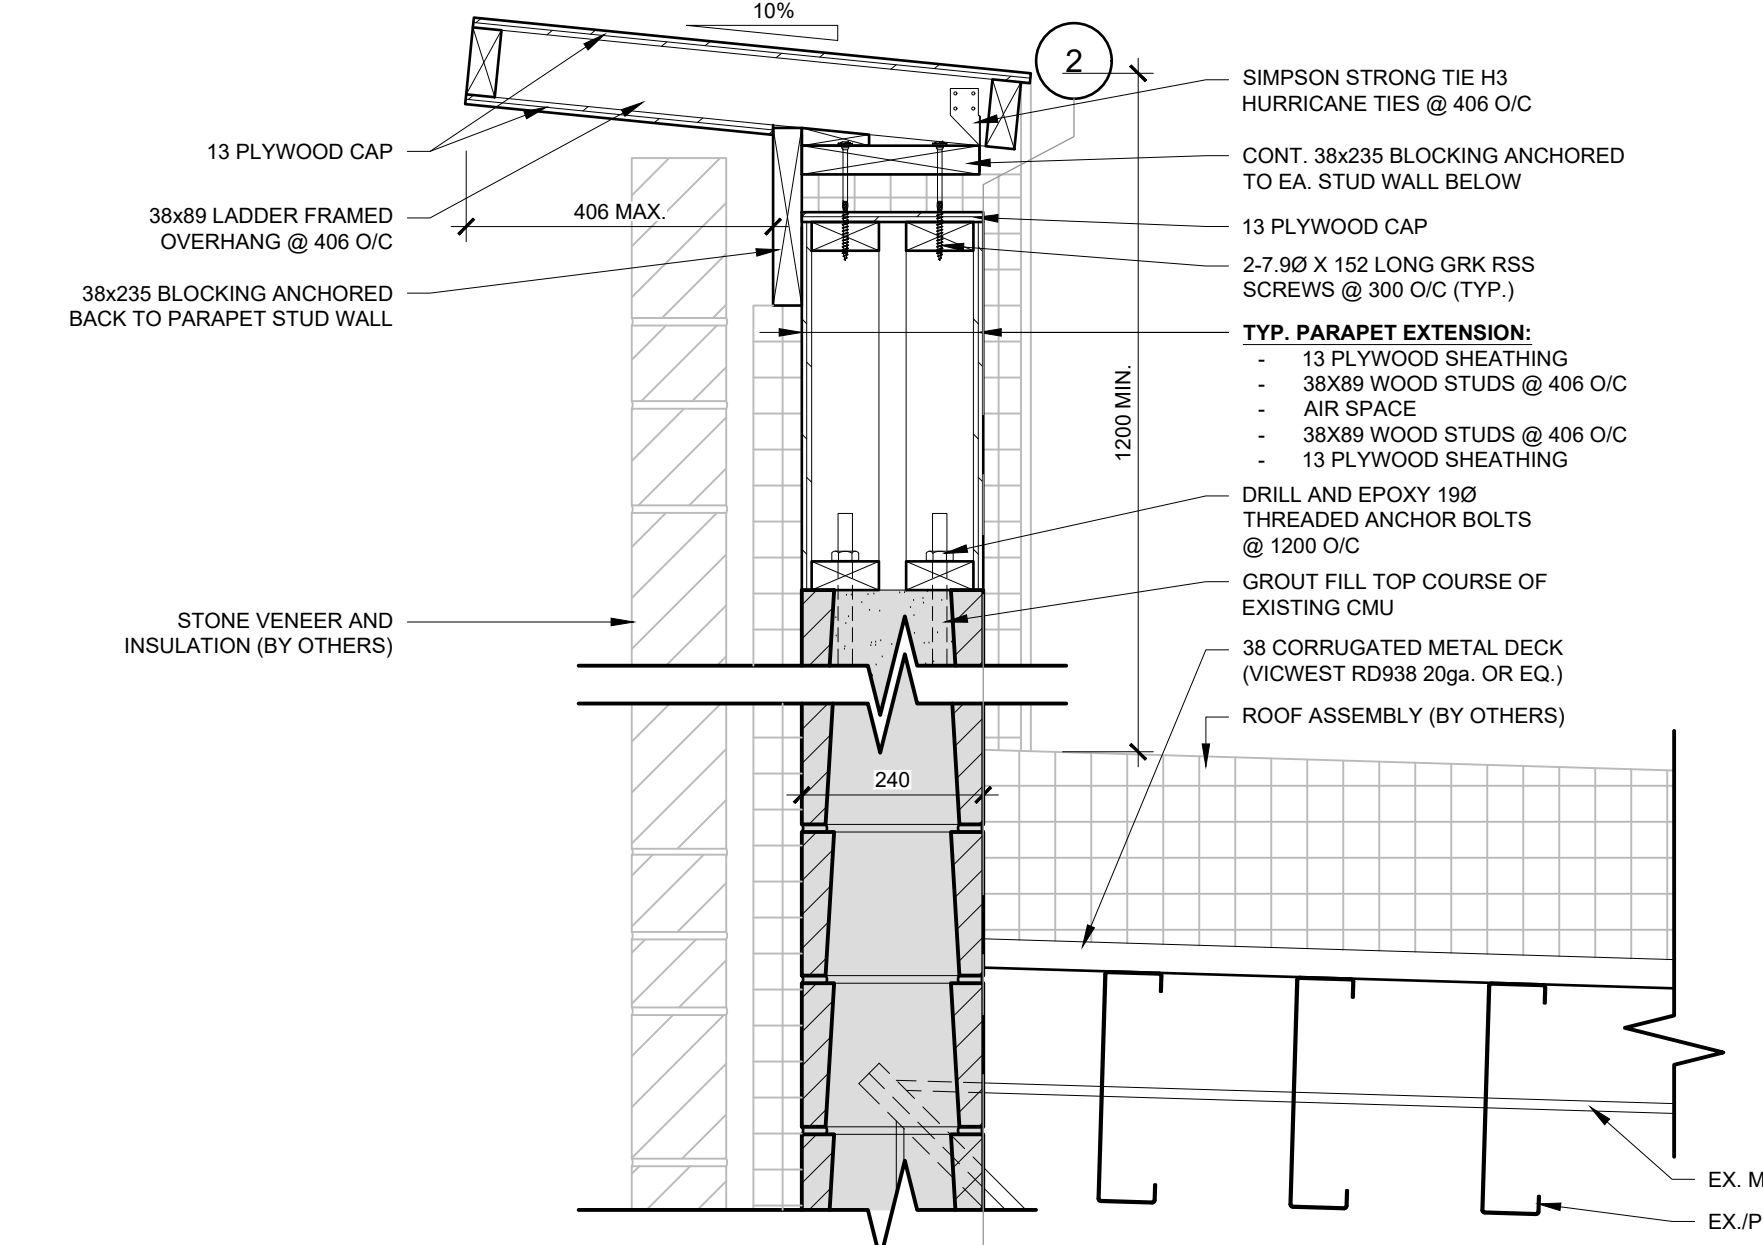 10%
2
SIMPSON STRONG TIE H3
HURRICANE TIES @ 406 O/C
13 PLYWOOD CAP
CONT. 38x235 BLOCKING ANCHORED
TO EA. STUD WALL BELOW
38x89 LADDER FRAMED
OVERHANG @ 406 O/C
406 MAX.
13 PLYWOOD CAP
38x235 BLOCKING ANCHORED
BACK TO PARAPET STUD WALL
2-7.9Ø X 152 LONG GRK RSS
SCREWS @ 300 O/C (TYP.)
TYP. PARAPET EXTENSION:
- 13 PLYWOOD SHEATHING
- 38X89 WOOD STUDS @ 406 O/C
- AIR SPACE
- 38X89 WOOD STUDS @ 406 O/C
- 13 PLYWOOD SHEATHING
1200 MIN.
DRILL AND EPOXY 19Ø
THREADED ANCHOR BOLTS
@ 1200 O/C
GROUT FILL TOP COURSE OF
EXISTING CMU
STONE VENEER AND
INSULATION (BY OTHERS)
38 CORRUGATED METAL DECK
(VICWEST RD938 20ga. OR EQ.)
ROOF ASSEMBLY (BY OTHERS)
240
EX. M
EX./P